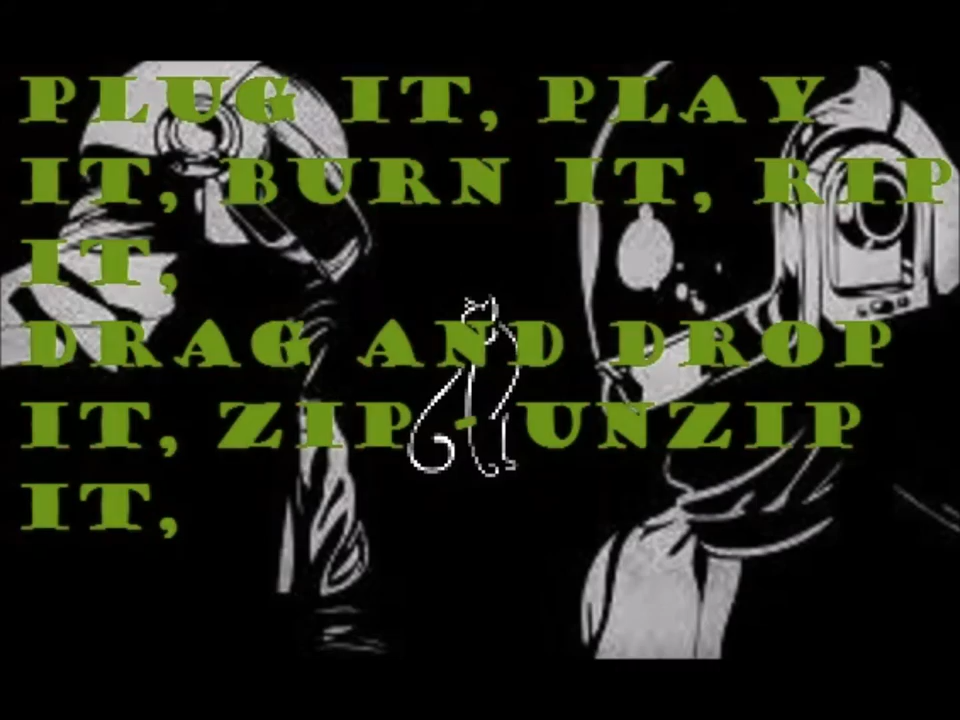 PLUG IT, PLAY
IT, BURN IT, RIP
IT,
DRAG AND DROP
IT, ZIP - UNZIP
IT,